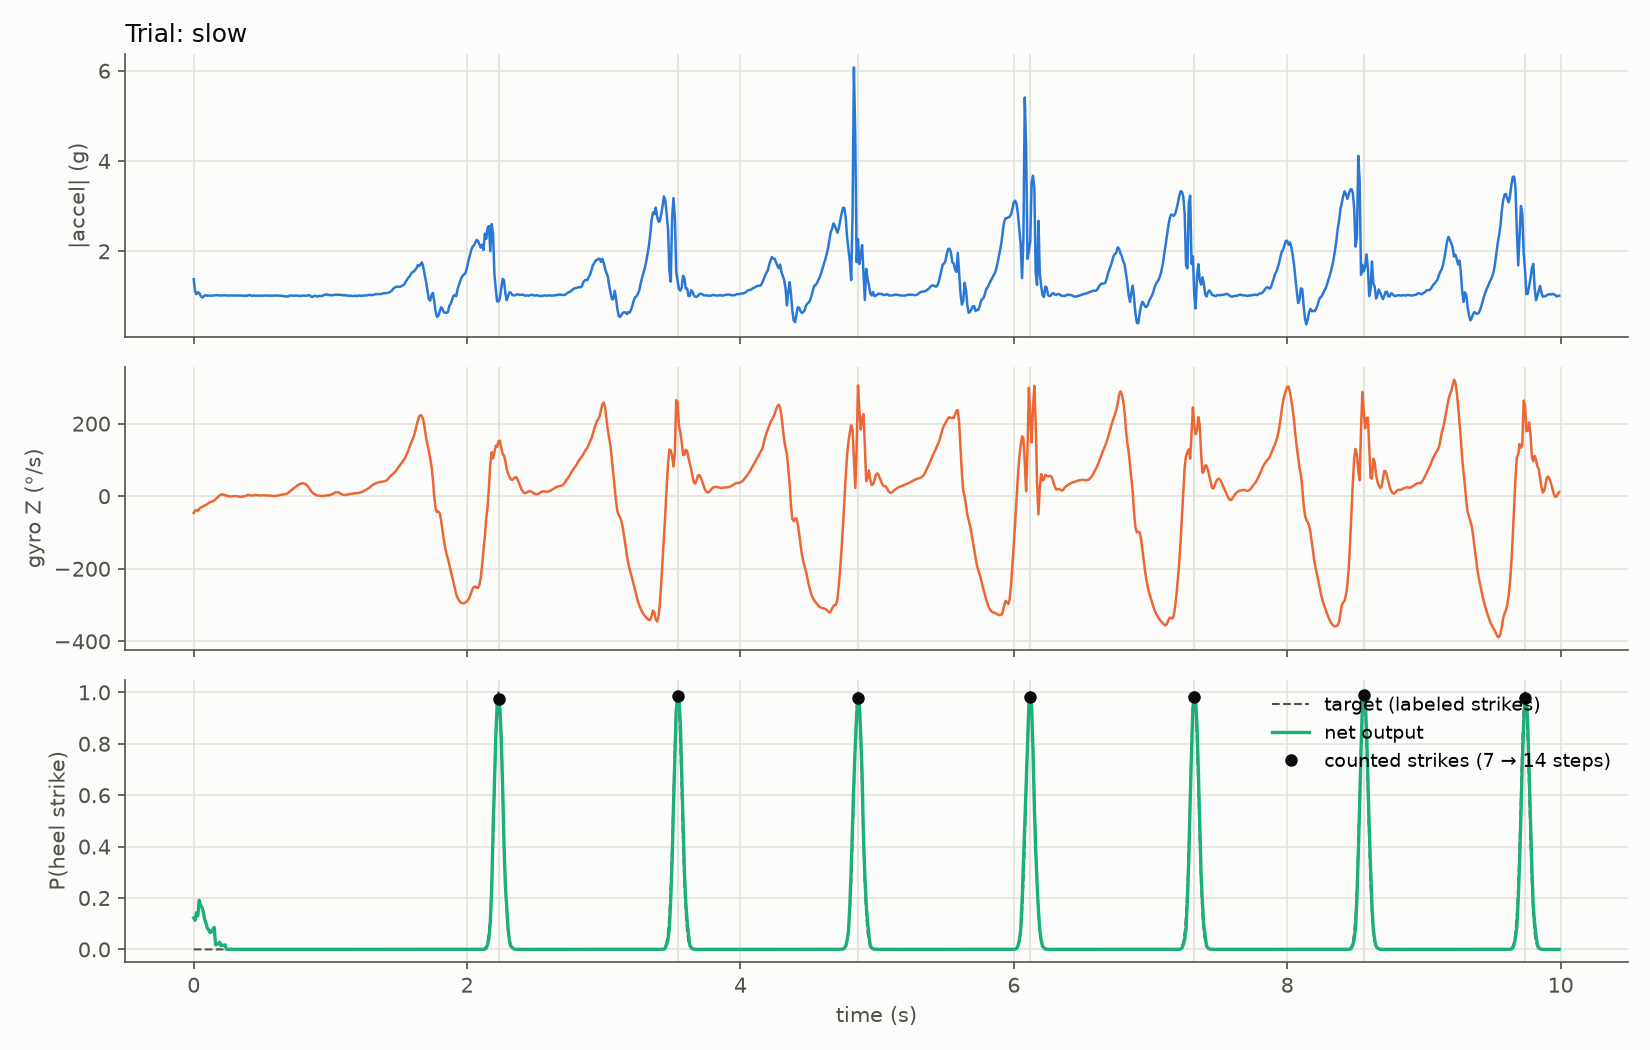 Trial: slow
|accel| (g)
6
4
2
gyro Z (°/s)
200
0
−200
−400
P(heel strike)
1.0
0.8
0.6
0.4
0.2
0.0
target (labeled strikes)
net output
counted strikes (7 → 14 steps)
0 2 4 6 8 10
time (s)